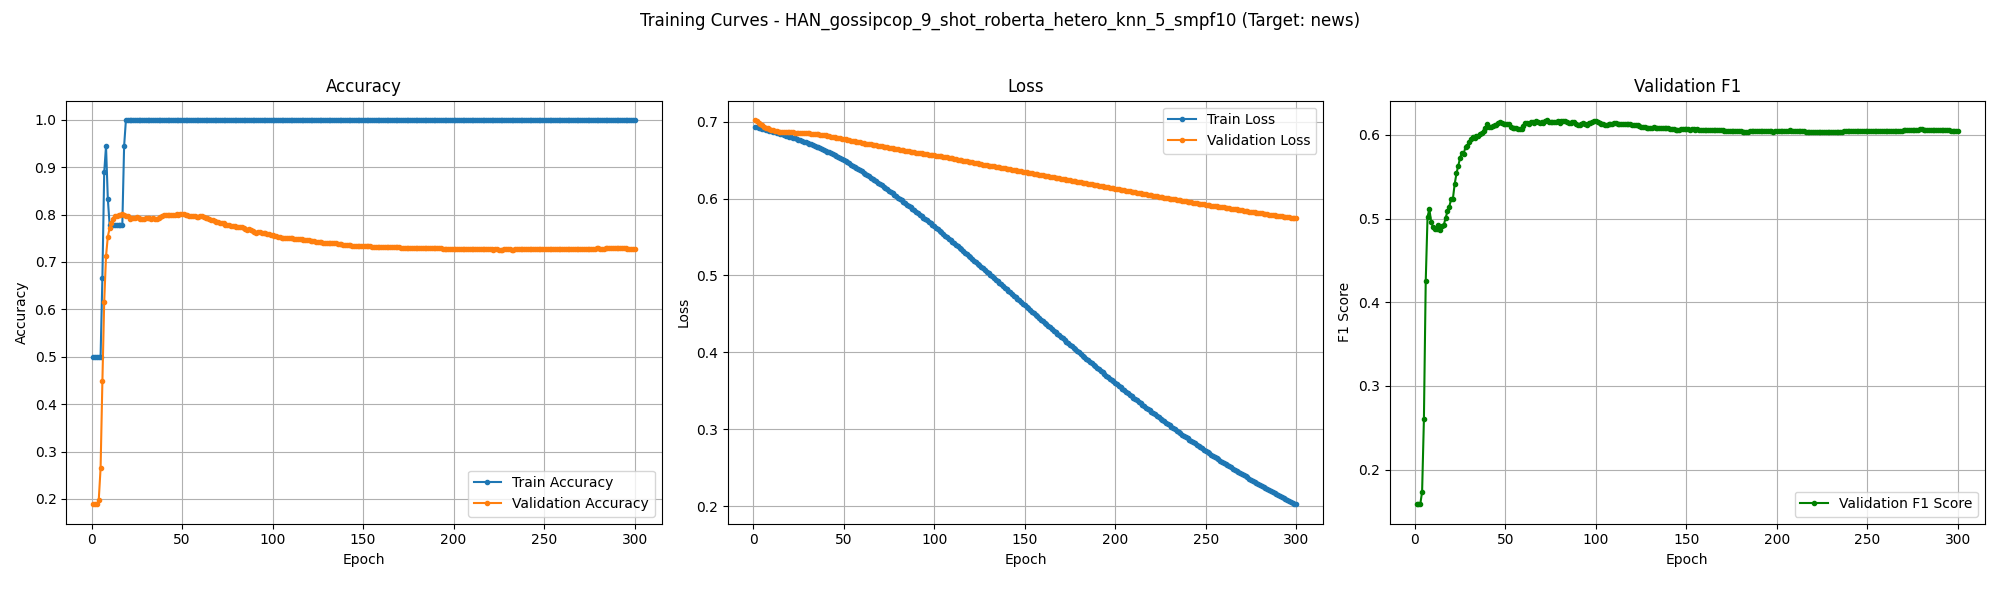 Training Curves - HAN_gossipcop_9_shot_roberta_hetero_knn_5_smpf10 (Target: news)
Accuracy
Accuracy
1.0
0.9
0.8
0.7
0.6
0.5
0.4
0.3
0.2
Train Accuracy
Validation Accuracy
0 50 100 150 200 250 300
Epoch
Loss
Loss
0.7
0.6
0.5
0.4
0.3
0.2
Train Loss
Validation Loss
0 50 100 150 200 250 300
Epoch
Validation F1
F1 Score
0.6
0.5
0.4
0.3
0.2
Validation F1 Score
0 50 100 150 200 250 300
Epoch